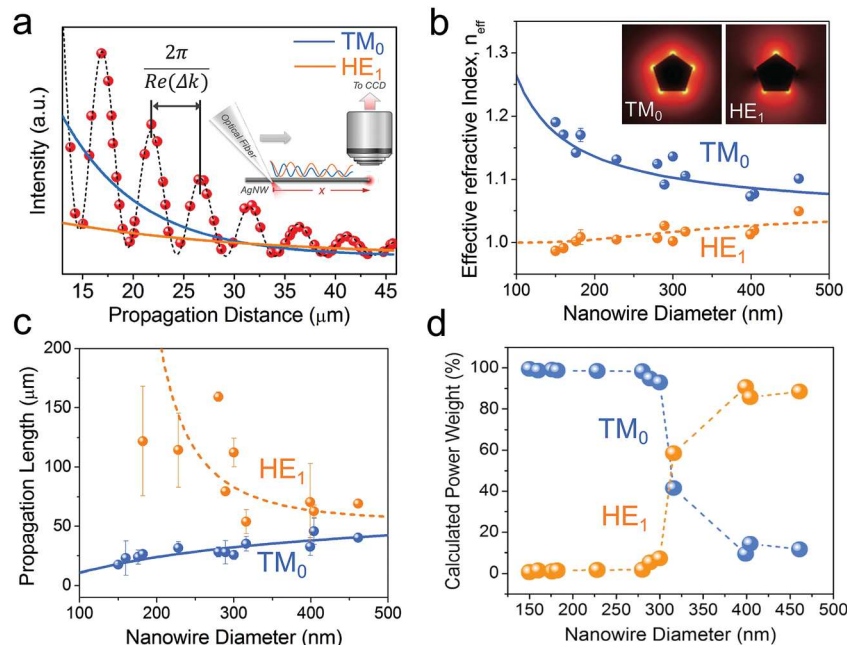 a
TM0
HE1
2π
Re(Δk)
To CCD
Optical Fiber
AgNW
x
Intensity (a.u.)
15 20 25 30 35 40 45
Propagation Distance (μm)
b
Effective refractive Index, neff
1.3
1.2
1.1
1.0
TM0
HE1
TM0
HE1
100 200 300 400 500
Nanowire Diameter (nm)
c
Propagation Length (μm)
200
150
100
50
0
HE1
TM0
100 200 300 400 500
Nanowire Diameter (nm)
d
Calculated Power Weight (%)
100
80
60
40
20
0
TM0
HE1
150 200 250 300 350 400 450 500
Nanowire Diameter (nm)